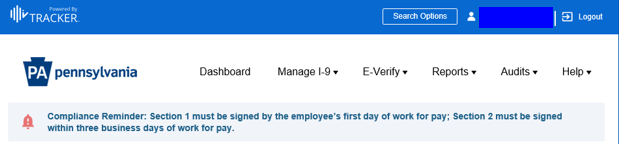 Powered By
TRACKER
Search Options
Logout
PA pennsylvania
Dashboard Manage I-9 E-Verify Reports Audits Help
Compliance Reminder: Section 1 must be signed by the employee's first day of work for pay; Section 2 must be signed
within three business days of work for pay.